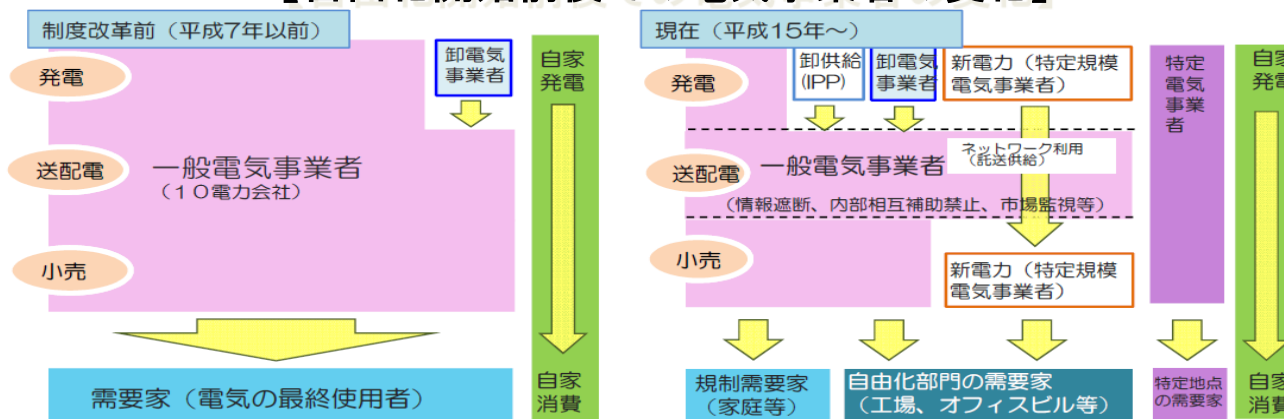 制度改革前（平成7年以前）
発電
卸電気
事業者
自家
発電
送配電
一般電気事業者
（１０電力会社）
小売
需要家（電気の最終使用者）
自家
消費
現在（平成15年～）
発電
卸供給
(IPP)
卸電気
事業者
新電力（特定規模
電気事業者）
特定
電気
事業
者
自家
発電
送配電
一般電気事業者
ネットワーク利用
（託送供給）
（情報遮断、内部相互補助禁止、市場監視等）
小売
新電力（特定規模
電気事業者）
規制需要家
（家庭等）
自由化部門の需要家
（工場、オフィスビル等）
特定地点
の需要家
自家
消費